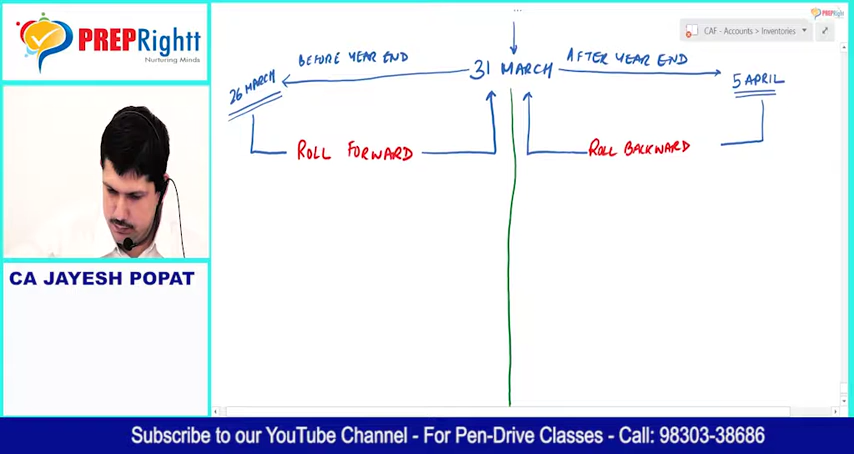 PREPRightt
Nurturing Minds
CAF - Accounts > Inventories
PREPRightt
BEFORE YEAR END
31 MARCH
AFTER YEAR END
26 MARCH
5 APRIL
ROLL FORWARD
ROLL BACKWARD
CA JAYESH POPAT
Subscribe to our YouTube Channel - For Pen-Drive Classes - Call: 98303-38686